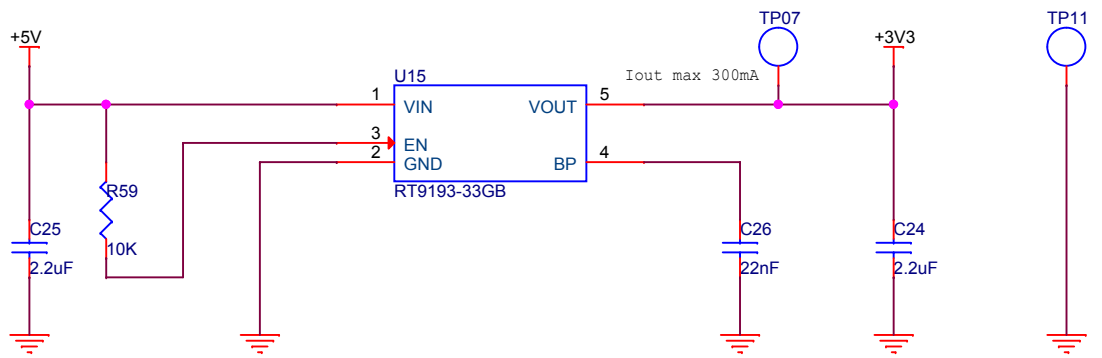 TP07
TP11
+5V
+3V3
U15
Iout max 300mA
1
VIN
VOUT
5
3
EN
2
GND
BP
4
RT9193-33GB
R59
10K
C25
2.2uF
C26
22nF
C24
2.2uF